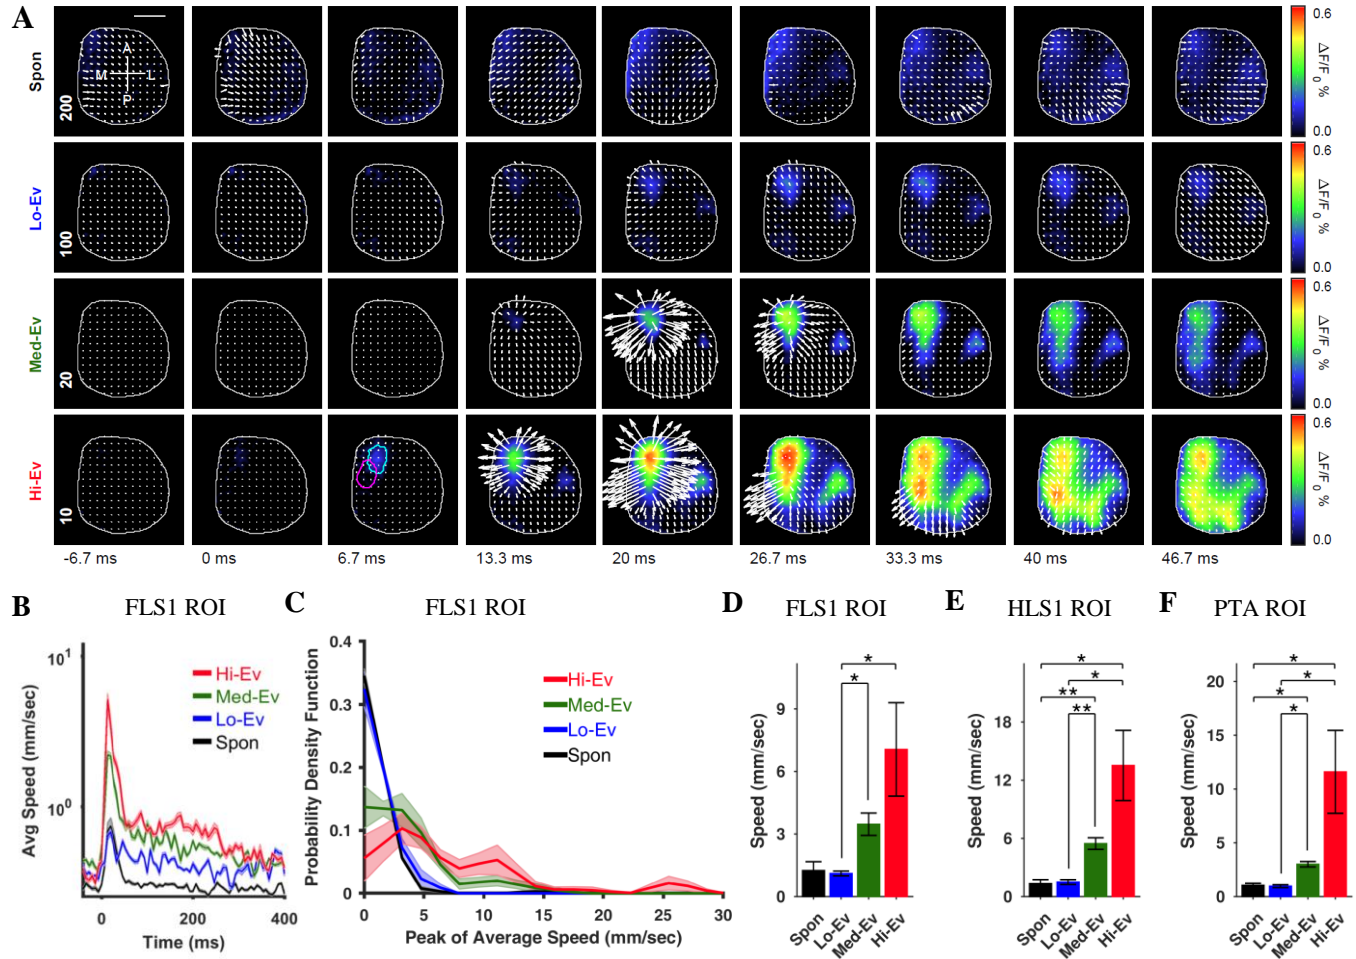 A
Spon
200
A
M L
P
0.6
ΔF/F0 %
0.0
Lo-Ev
100
0.6
ΔF/F0 %
0.0
Med-Ev
20
0.6
ΔF/F0 %
0.0
Hi-Ev
10
0.6
ΔF/F0 %
0.0
-6.7 ms 0 ms 6.7 ms 13.3 ms 20 ms 26.7 ms 33.3 ms 40 ms 46.7 ms
B FLS1 ROI
Avg Speed (mm/sec)
10¹
10⁰
Hi-Ev
Med-Ev
Lo-Ev
Spon
0 200 400
Time (ms)
C FLS1 ROI
Probability Density Function
0.4
0.3
0.2
0.1
0
Hi-Ev
Med-Ev
Lo-Ev
Spon
0 5 10 15 20 25 30
Peak of Average Speed (mm/sec)
D FLS1 ROI
Speed (mm/sec)
9
6
3
0
*
*
Spon Lo-Ev Med-Ev Hi-Ev
E HLS1 ROI
Speed (mm/sec)
18
12
6
0
*
*
**
**
Spon Lo-Ev Med-Ev Hi-Ev
F PTA ROI
Speed (mm/sec)
20
15
10
5
0
*
*
*
*
Spon Lo-Ev Med-Ev Hi-Ev